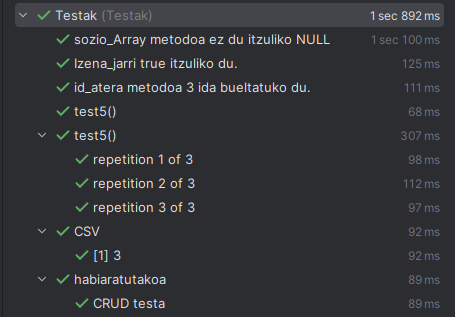 Testak (Testak) 1 sec 892 ms
sozio_Array metodoa ez du itzuliko NULL 1 sec 100 ms
Izena_jarri true itzuliko du. 125 ms
id_atera metodoa 3 ida bueltatuko du. 111 ms
test5() 68 ms
test5() 307 ms
repetition 1 of 3 98 ms
repetition 2 of 3 112 ms
repetition 3 of 3 97 ms
CSV 92 ms
[1] 3 92 ms
habiaratutakoa 89 ms
CRUD testa 89 ms